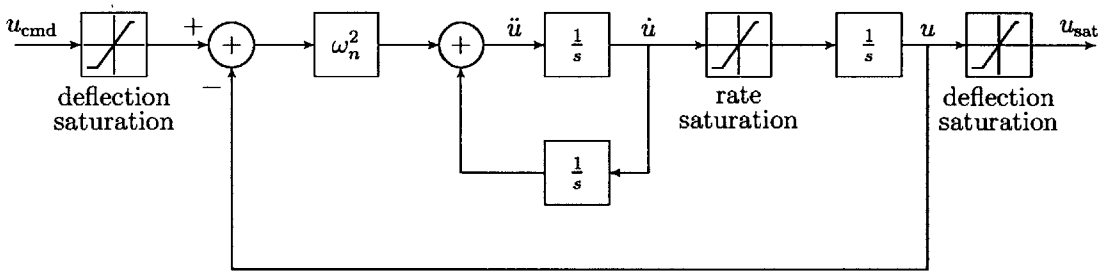 u_cmd
+
+
−
ω_n^2
+
ü
1/s
u̇
1/s
u
u_sat
deflection
saturation
rate
saturation
deflection
saturation
1/s